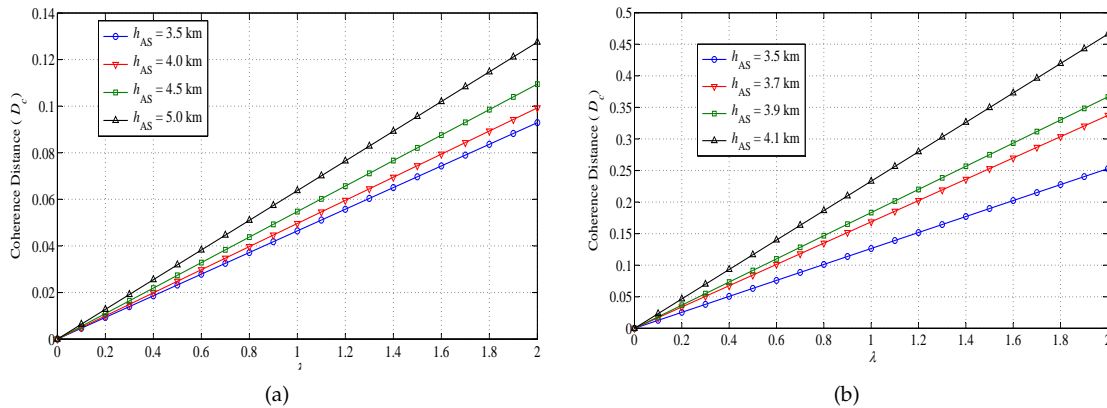 0.14
0.12
0.1
0.08
0.06
0.04
0.02
0
0 0.2 0.4 0.6 0.8 1 1.2 1.4 1.6 1.8 2
Coherence Distance ( D_c )
h_AS = 3.5 km
h_AS = 4.0 km
h_AS = 4.5 km
h_AS = 5.0 km
(a)
0.5
0.45
0.4
0.35
0.3
0.25
0.2
0.15
0.1
0.05
0
0 0.2 0.4 0.6 0.8 1 1.2 1.4 1.6 1.8 2
Coherence Distance ( D_c )
λ
h_AS = 3.5 km
h_AS = 3.7 km
h_AS = 3.9 km
h_AS = 4.1 km
(b)